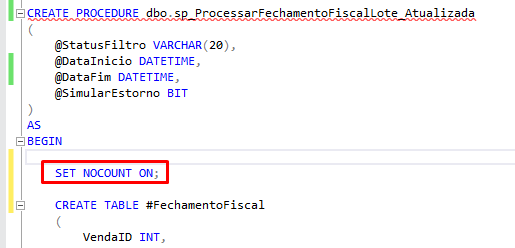 CREATE PROCEDURE dbo.sp_ProcessarFechamentoFiscalLote_Atualizada
(
@StatusFiltro VARCHAR(20),
@DataInicio DATETIME,
@DataFim DATETIME,
@SimularEstorno BIT
)
AS
BEGIN
SET NOCOUNT ON;
CREATE TABLE #FechamentoFiscal
(
VendaID INT,